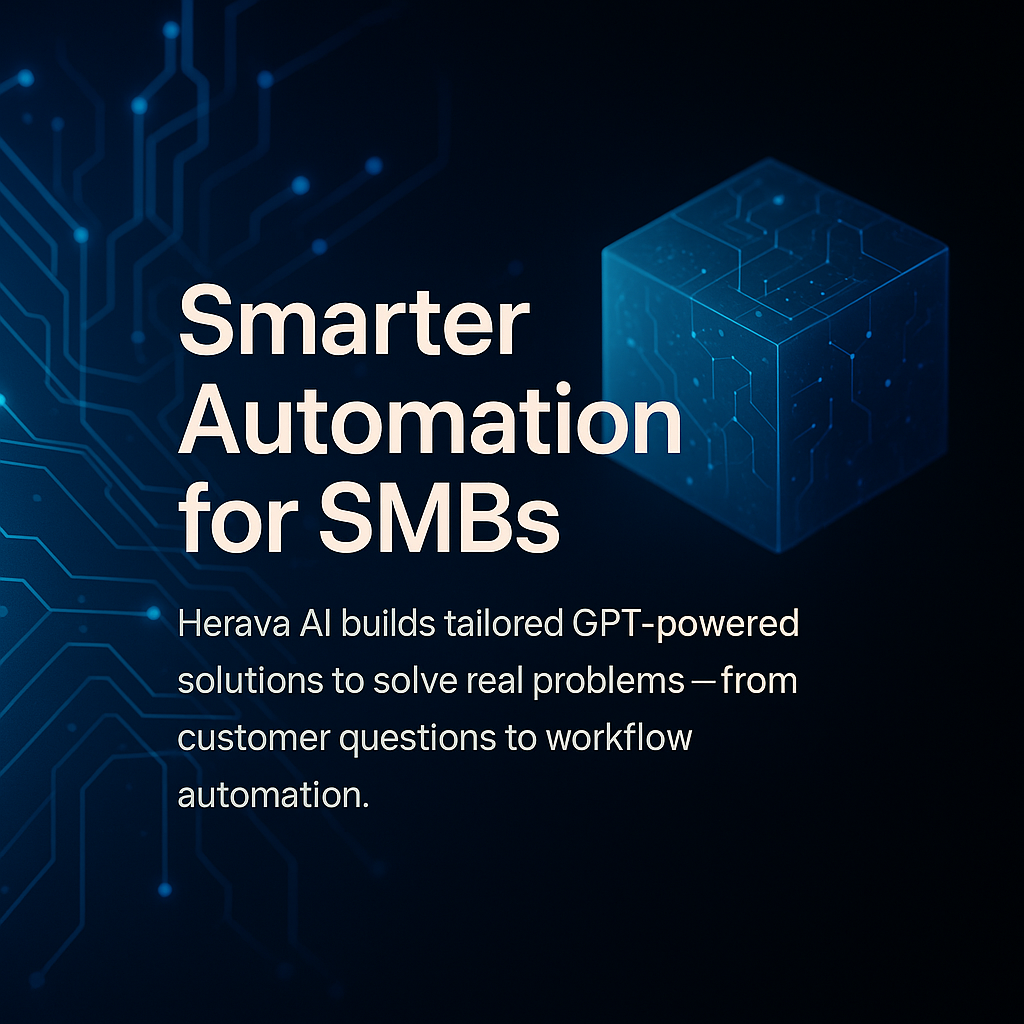 Smarter
Automation
for SMBs
Herava AI builds tailored GPT-powered
solutions to solve real problems — from
customer questions to workflow
automation.